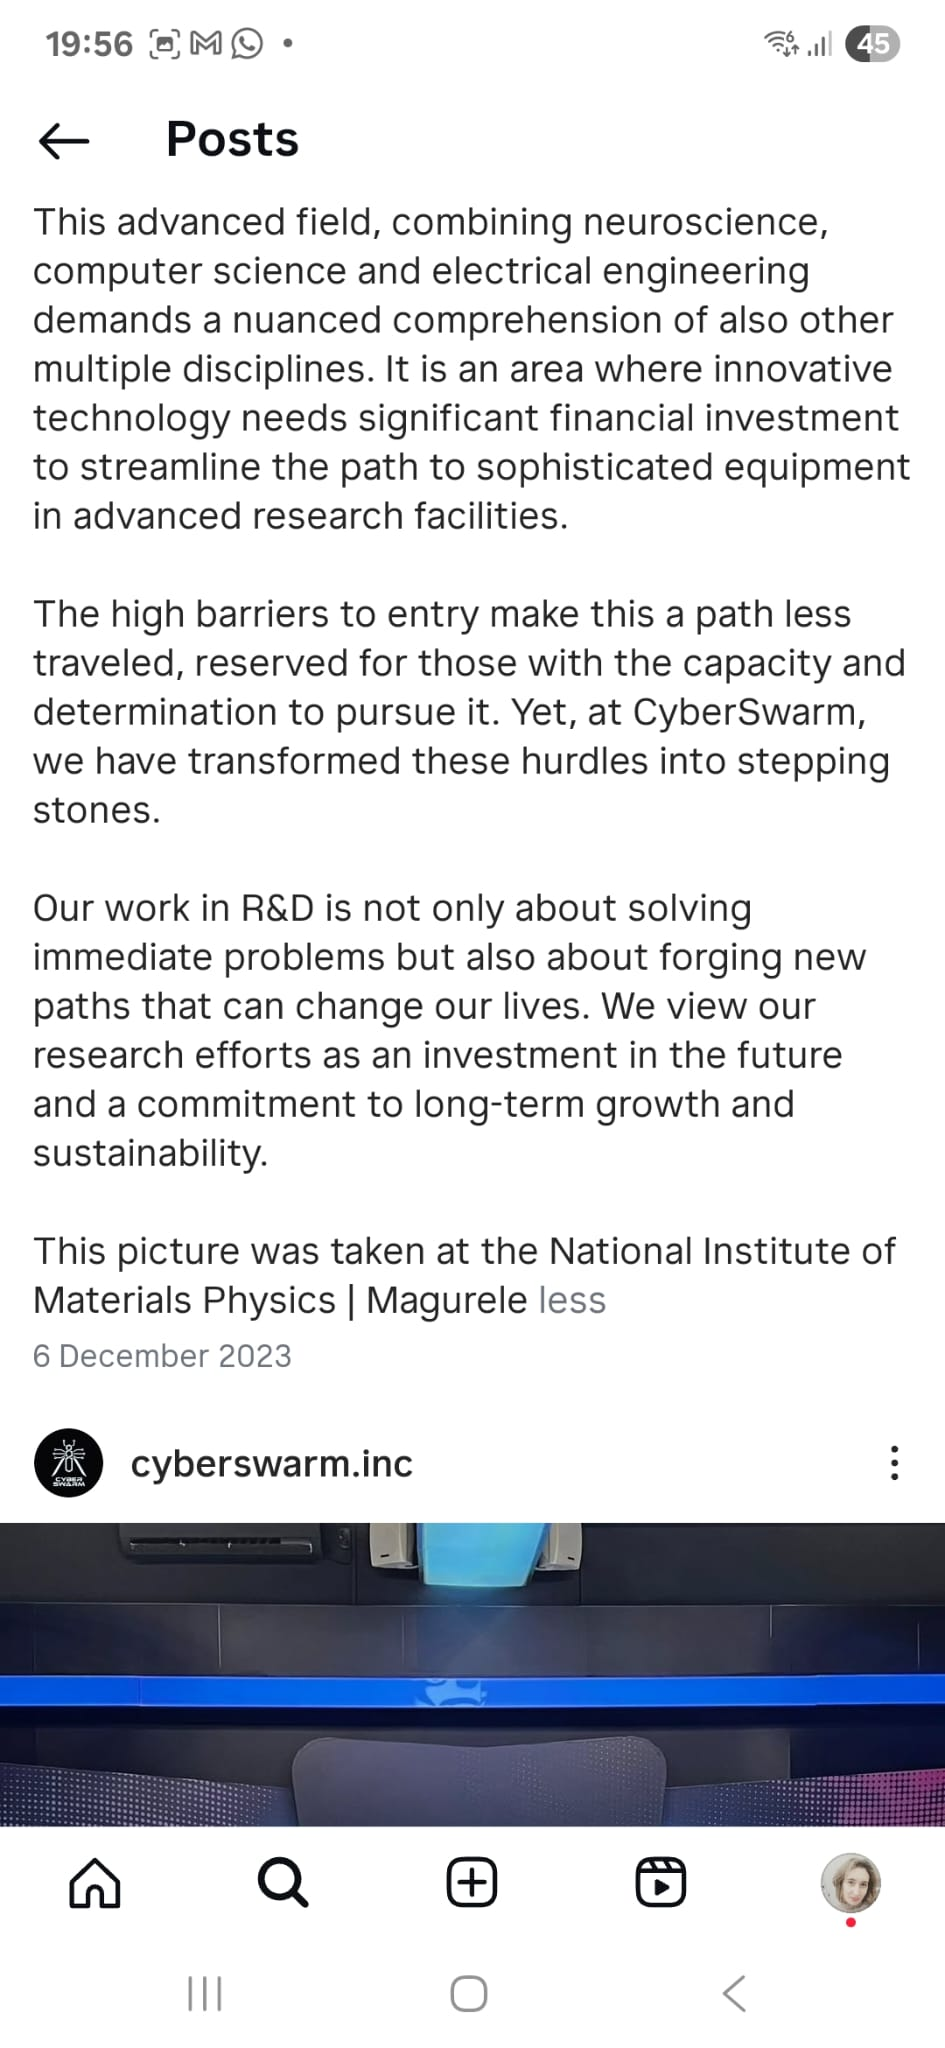 19:56
45
Posts
This advanced field, combining neuroscience,
computer science and electrical engineering
demands a nuanced comprehension of also other
multiple disciplines. It is an area where innovative
technology needs significant financial investment
to streamline the path to sophisticated equipment
in advanced research facilities.
The high barriers to entry make this a path less
traveled, reserved for those with the capacity and
determination to pursue it. Yet, at CyberSwarm,
we have transformed these hurdles into stepping
stones.
Our work in R&D is not only about solving
immediate problems but also about forging new
paths that can change our lives. We view our
research efforts as an investment in the future
and a commitment to long-term growth and
sustainability.
This picture was taken at the National Institute of
Materials Physics | Magurele less
6 December 2023
CYBER
SWARM
cyberswarm.inc